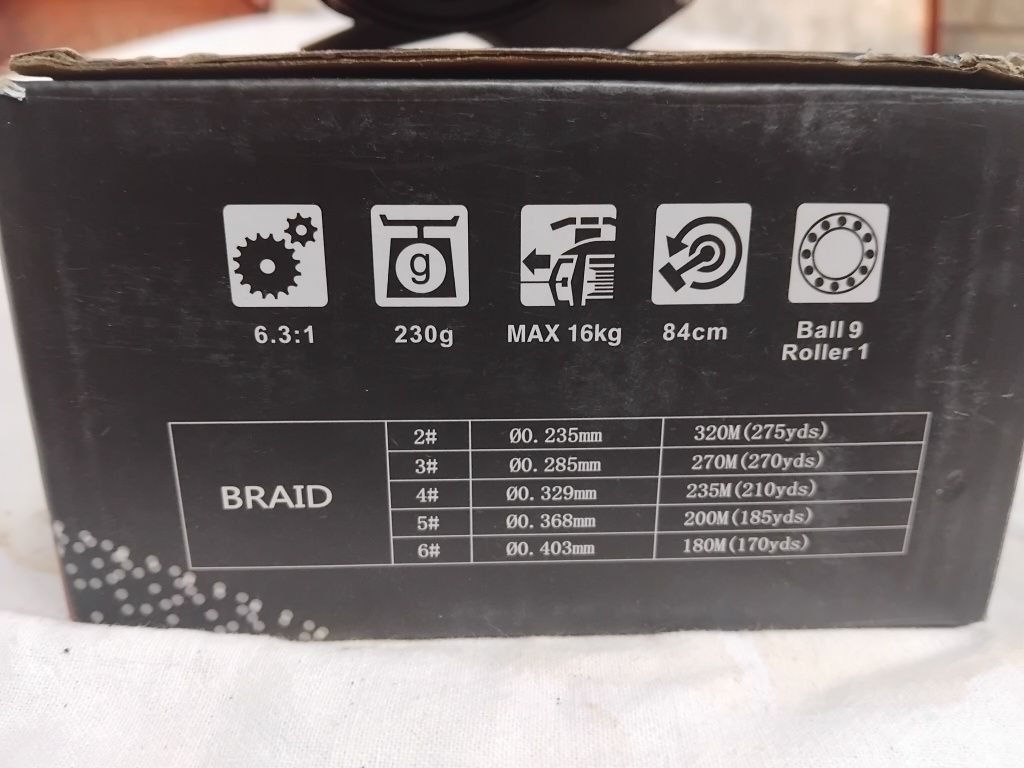 g
6.3:1 230g MAX 16kg 84cm Ball 9
Roller 1
BRAID
2# Ø0.235mm 320M(275yds)
3# Ø0.285mm 270M(270yds)
4# Ø0.329mm 235M(210yds)
5# Ø0.368mm 200M(185yds)
6# Ø0.403mm 180M(170yds)